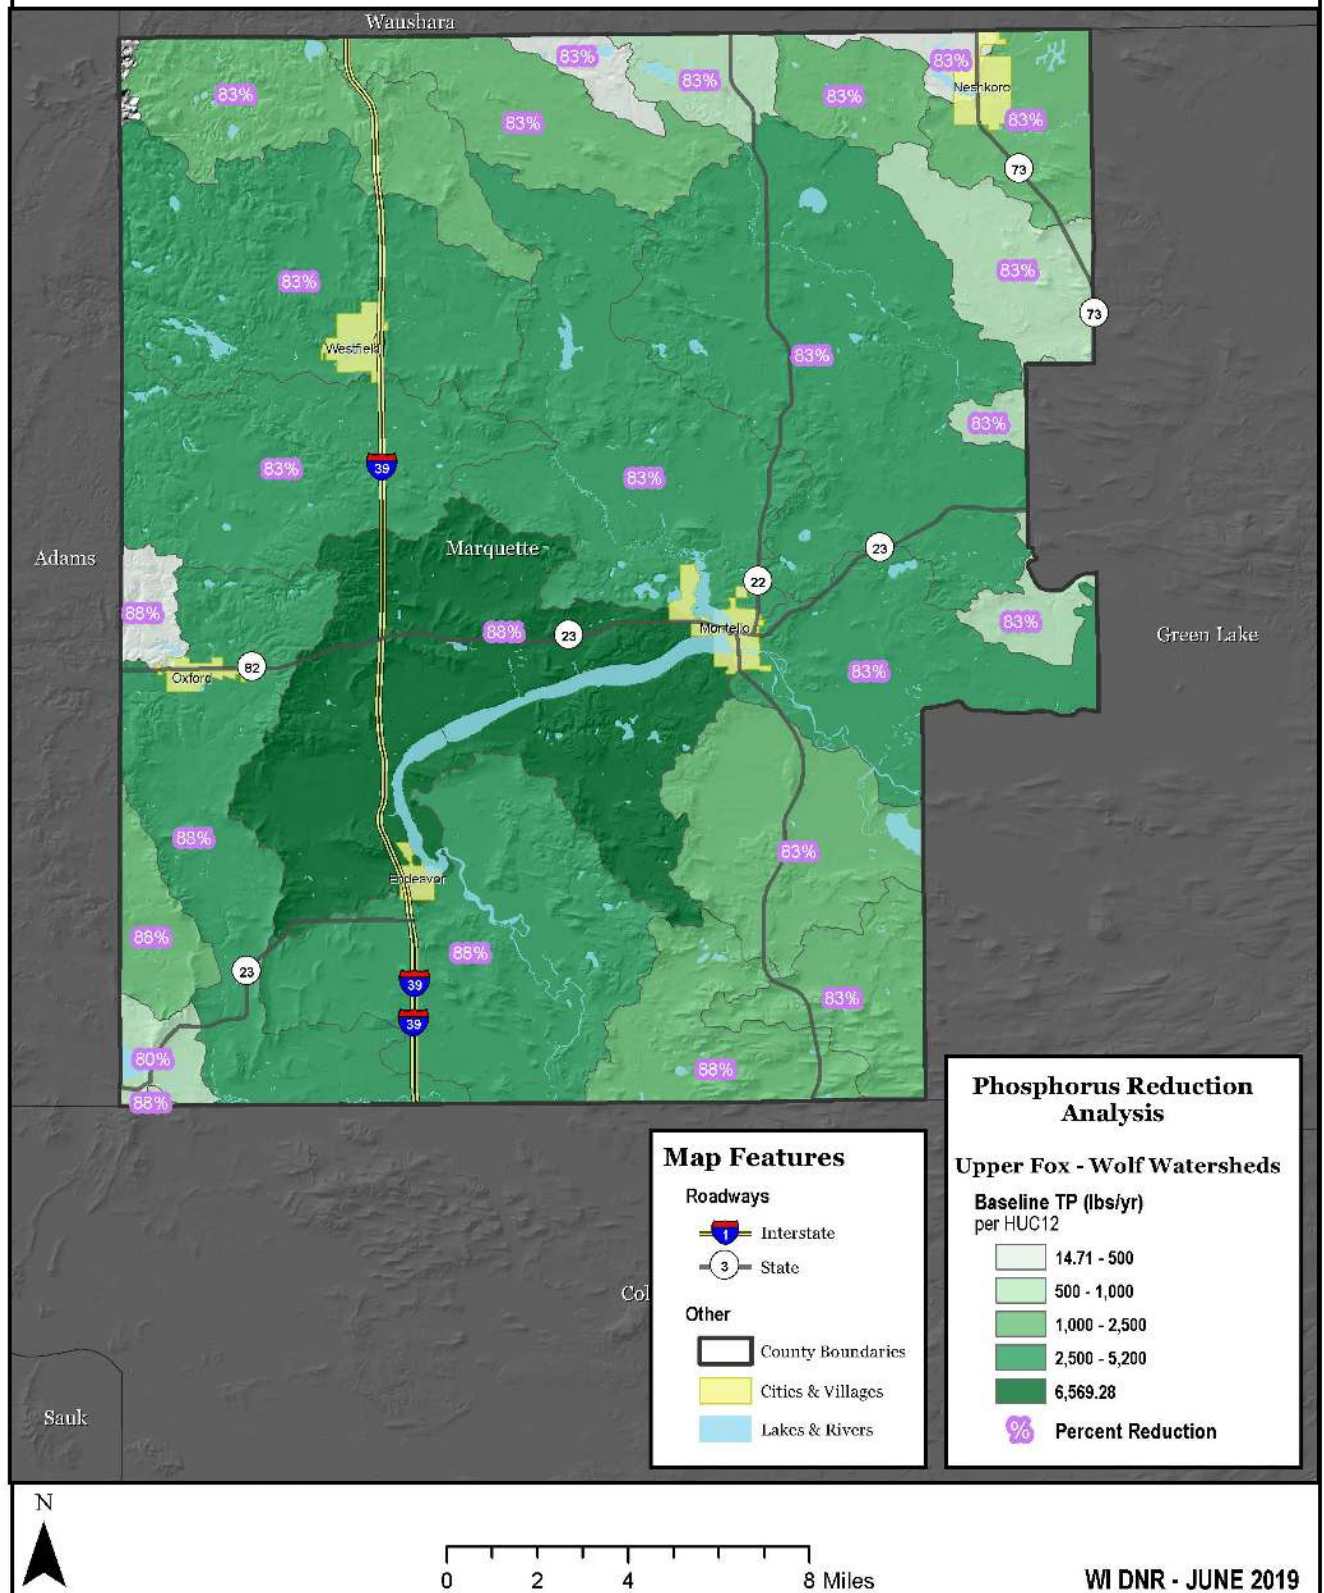 Waushara
83%
83%
83%
83%
83%
83%
Neshkoro
83%
73
83%
83%
73
Westfield
83%
83%
83%
39
83%
Marquette
23
Adams
22
88%
83%
88%
23
Montello
Green Lake
82
Oxford
83%
88%
83%
Endeavor
88%
88%
23
39
83%
39
80%
88%
88%
Phosphorus Reduction
Analysis
Upper Fox - Wolf Watersheds
Baseline TP (lbs/yr)
per HUC12
14.71 - 500
500 - 1,000
1,000 - 2,500
2,500 - 5,200
6,569.28
% Percent Reduction
Map Features
Roadways
1 Interstate
3 State
Other
County Boundaries
Cities & Villages
Lakes & Rivers
Col
Sauk
N
0 2 4 8 Miles
WI DNR - JUNE 2019